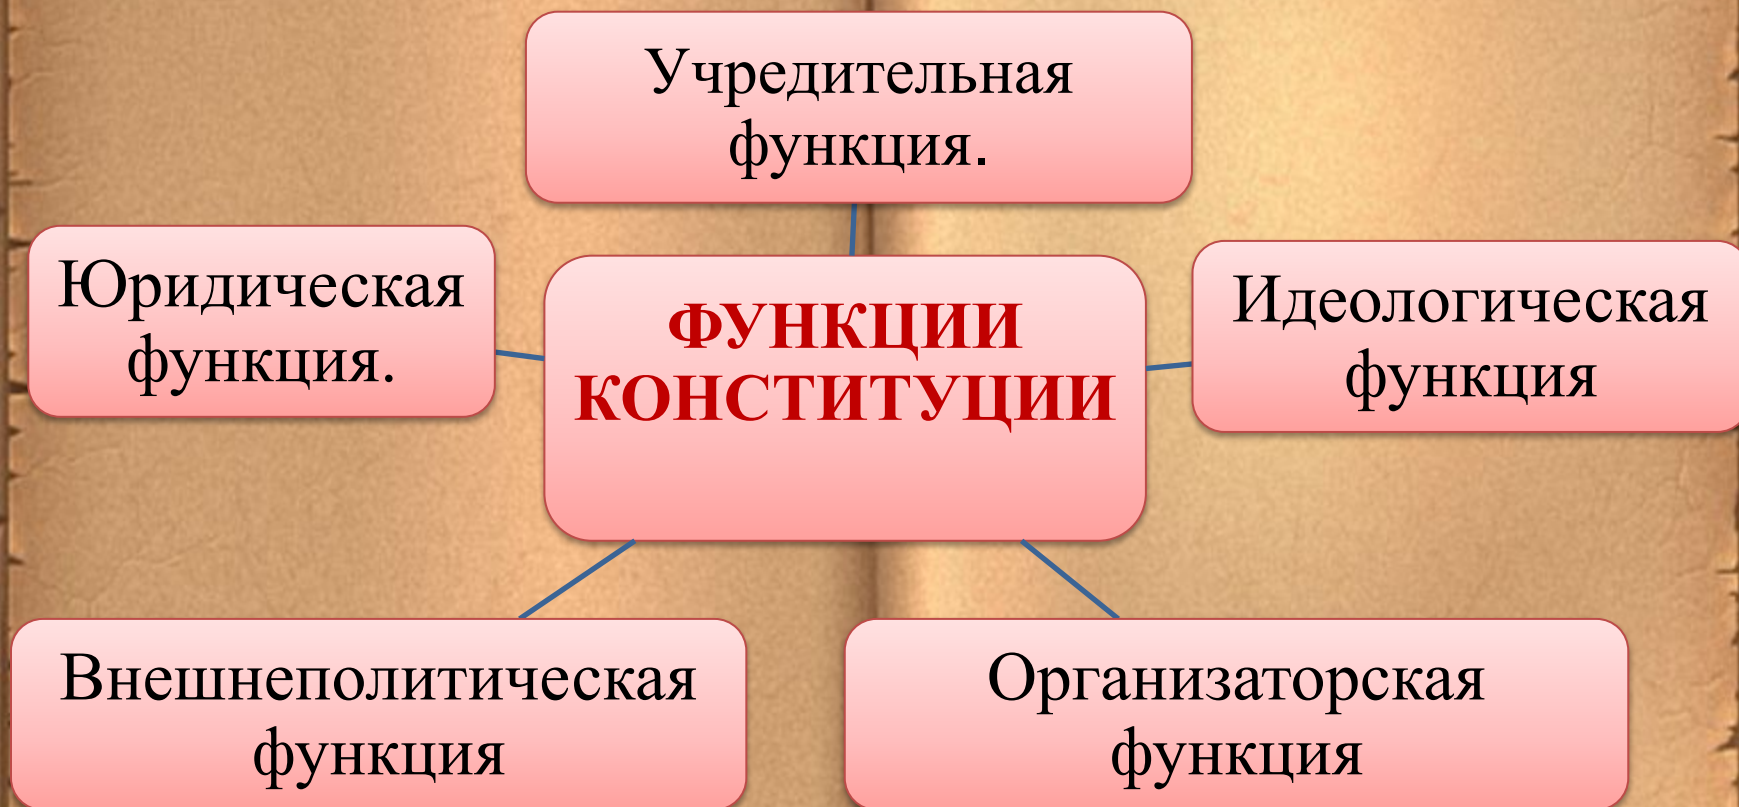 Учредительная
функция.
Юридическая
функция.
ФУНКЦИИ
КОНСТИТУЦИИ
Идеологическая
функция
Внешнеполитическая
функция
Организаторская
функция